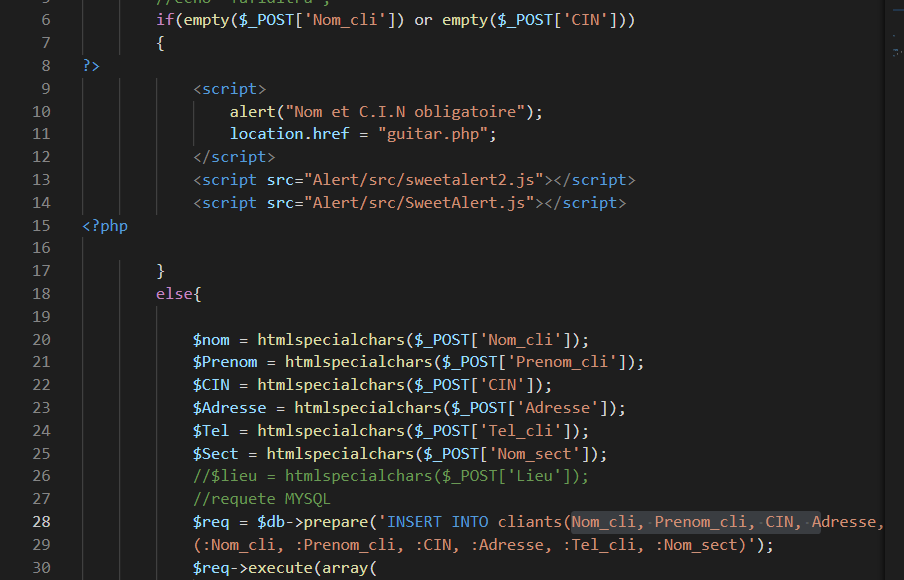 6 if(empty($_POST['Nom_cli']) or empty($_POST['CIN']))
7 {
8 ?>
9 <script>
10 alert("Nom et C.I.N obligatoire");
11 location.href = "guitar.php";
12 </script>
13 <script src="Alert/src/sweetalert2.js"></script>
14 <script src="Alert/src/SweetAlert.js"></script>
15 <?php
16
17 }
18 else{
19
20 $nom = htmlspecialchars($_POST['Nom_cli']);
21 $Prenom = htmlspecialchars($_POST['Prenom_cli']);
22 $CIN = htmlspecialchars($_POST['CIN']);
23 $Adresse = htmlspecialchars($_POST['Adresse']);
24 $Tel = htmlspecialchars($_POST['Tel_cli']);
25 $Sect = htmlspecialchars($_POST['Nom_sect']);
26 //$lieu = htmlspecialchars($_POST['Lieu']);
27 //requete MYSQL
28 $req = $db->prepare('INSERT INTO cliants(Nom_cli, Prenom_cli, CIN, Adresse,
29 (:Nom_cli, :Prenom_cli, :CIN, :Adresse, :Tel_cli, :Nom_sect)');
30 $req->execute(array(